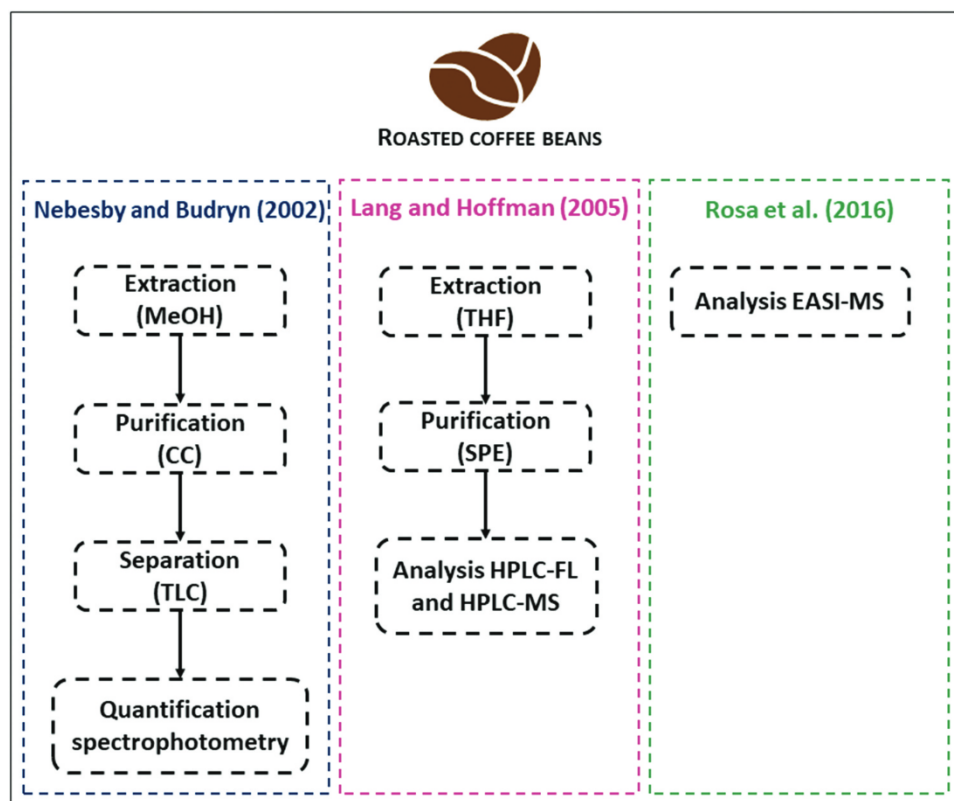 ROASTED COFFEE BEANS
Nebesby and Budryn (2002)
Extraction
(MeOH)
Purification
(CC)
Separation
(TLC)
Quantification
spectrophotometry
Lang and Hoffman (2005)
Extraction
(THF)
Purification
(SPE)
Analysis HPLC-FL
and HPLC-MS
Rosa et al. (2016)
Analysis EASI-MS